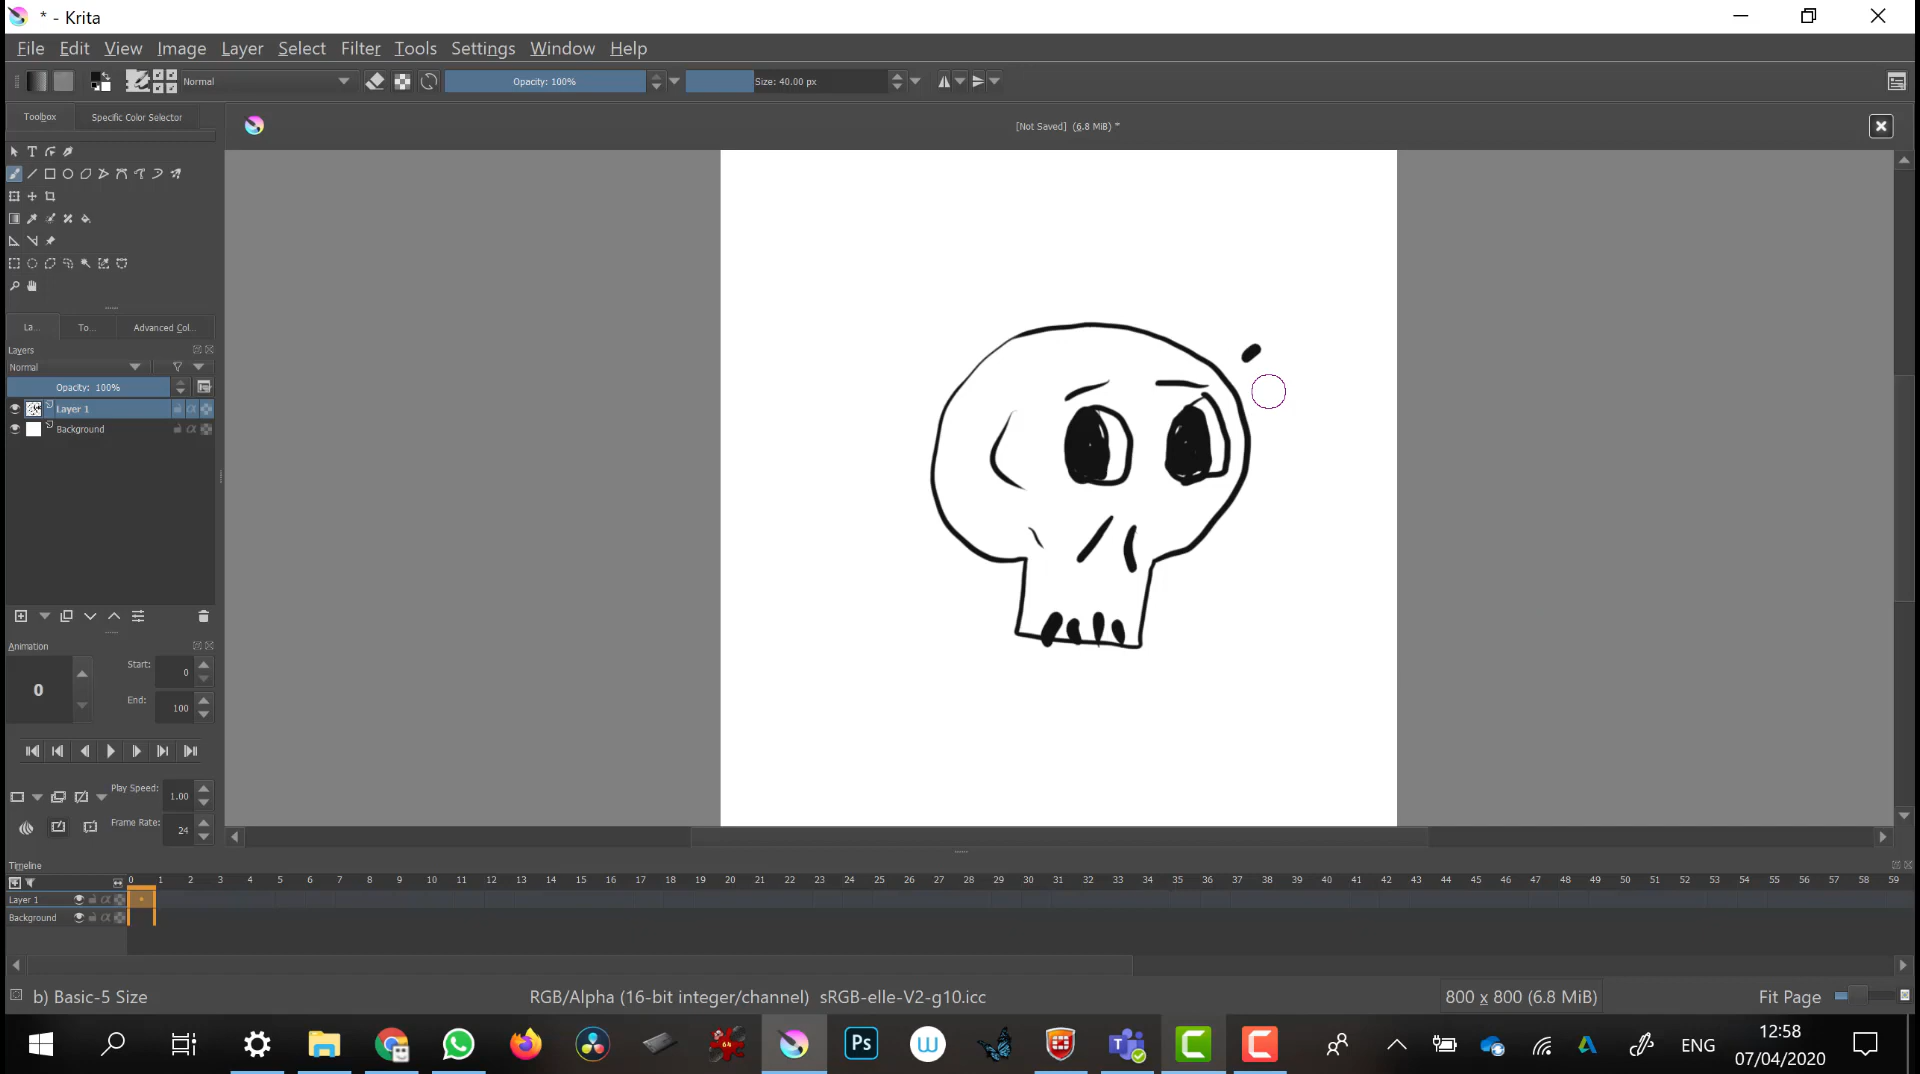 * - Krita
File Edit View Image Layer Select Filter Tools Settings Window Help
Normal Opacity: 100% Size: 40.00 px
Toolbox Specific Color Selector
[Not Saved] (6.8 MiB) *
La... To... Advanced Col...
Layers
Normal
Opacity: 100%
Layer 1
Background
Animation
0
Start: 0
End: 100
Play Speed: 1.00
Frame Rate: 24
Timeline
0 1 2 3 4 5 6 7 8 9 10 11 12 13 14 15 16 17 18 19 20 21 22 23 24 25 26 27 28 29 30 31 32 33 34 35 36 37 38 39 40 41 42 43 44 45 46 47 48 49 50 51 52 53 54 55 56 57 58 59
Layer 1
Background
b) Basic-5 Size RGB/Alpha (16-bit integer/channel) sRGB-elle-V2-g10.icc 800 x 800 (6.8 MiB) Fit Page
Ps
64
W
T
C
C
ENG
12:58
07/04/2020